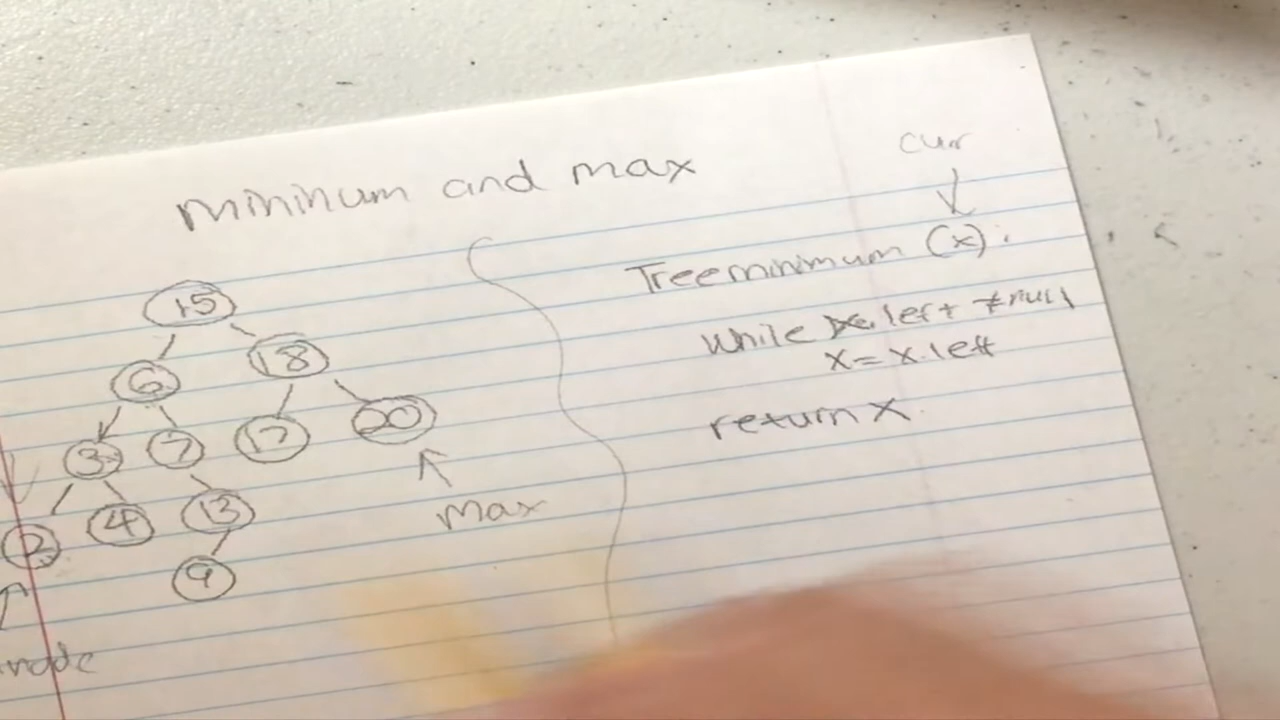 minimum and max
cur
Treeminimum (x):
while x.left ≠ null
x = x.left
return x
15
6 18
3 7 17 20
2 4 13
max
9
node